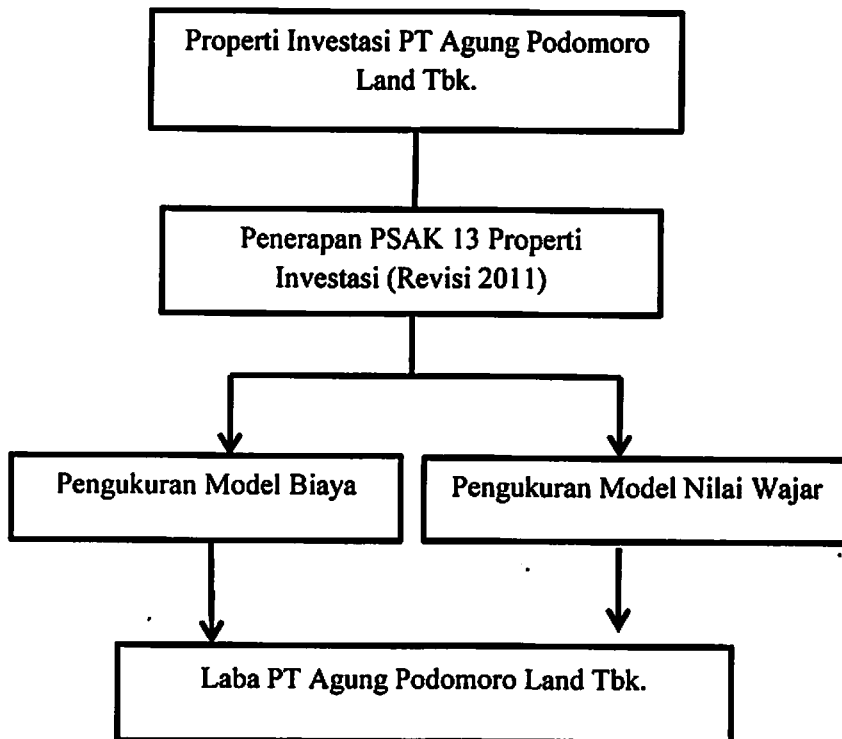 Properti Investasi PT Agung Podomoro
Land Tbk.
Penerapan PSAK 13 Properti
Investasi (Revisi 2011)
Pengukuran Model Biaya
Pengukuran Model Nilai Wajar
Laba PT Agung Podomoro Land Tbk.